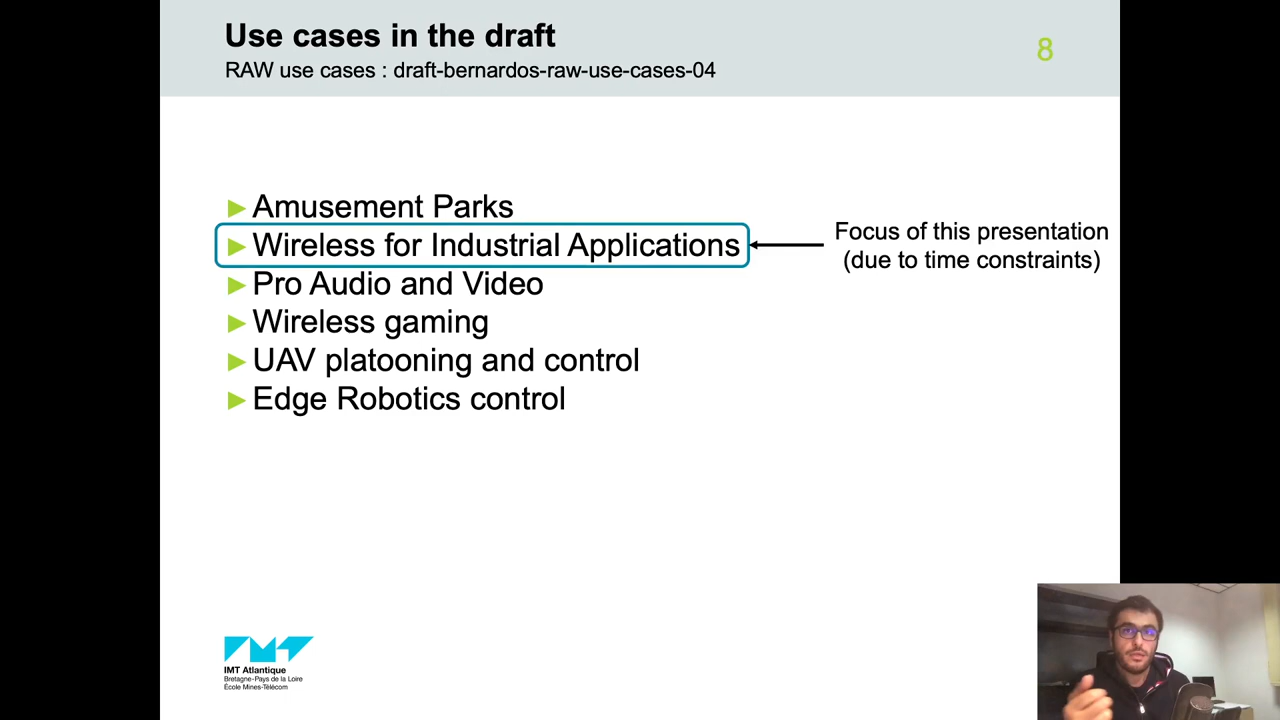 Use cases in the draft
RAW use cases : draft-bernardos-raw-use-cases-04
8
► Amusement Parks
► Wireless for Industrial Applications
Focus of this presentation
(due to time constraints)
► Pro Audio and Video
► Wireless gaming
► UAV platooning and control
► Edge Robotics control
IMT Atlantique
Bretagne-Pays de la Loire
École Mines-Télécom